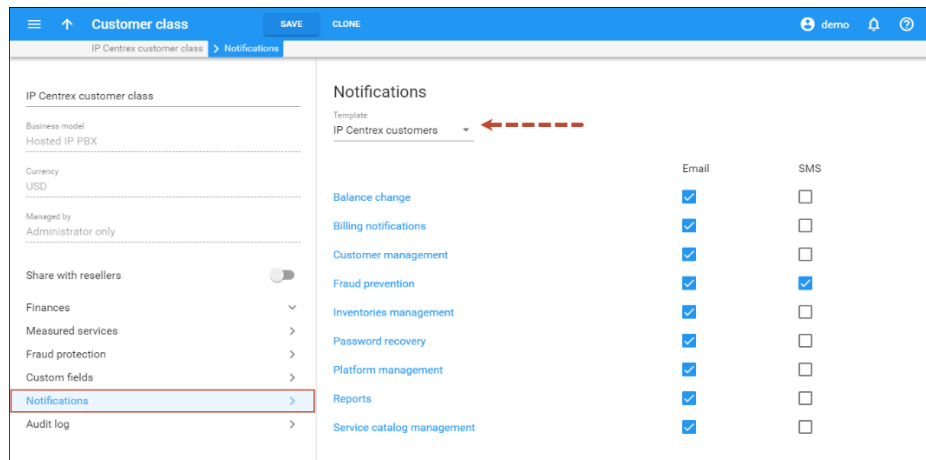 Customer class SAVE CLONE demo
IP Centrex customer class Notifications
IP Centrex customer class
Business model
Hosted IP PBX
Currency
USD
Managed by
Administrator only
Share with resellers
Finances
Measured services
Fraud protection
Custom fields
Notifications
Audit log
Notifications
Template
IP Centrex customers
Email SMS
Balance change
Billing notifications
Customer management
Fraud prevention
Inventories management
Password recovery
Platform management
Reports
Service catalog management